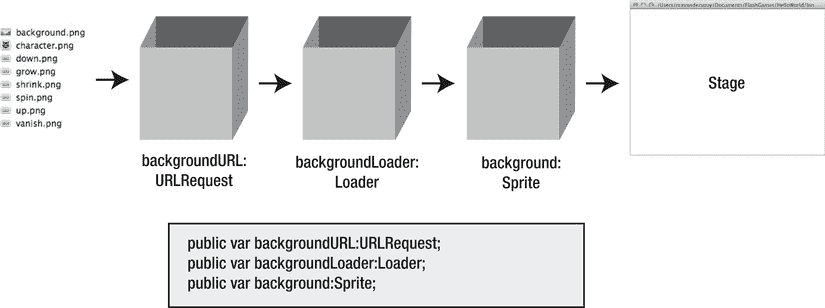 background.png
character.png
down.png
grow.png
shrink.png
spin.png
up.png
vanish.png
backgroundURL:
URLRequest
backgroundLoader:
Loader
background:
Sprite
Stage
public var backgroundURL:URLRequest;
public var backgroundLoader:Loader;
public var background:Sprite;